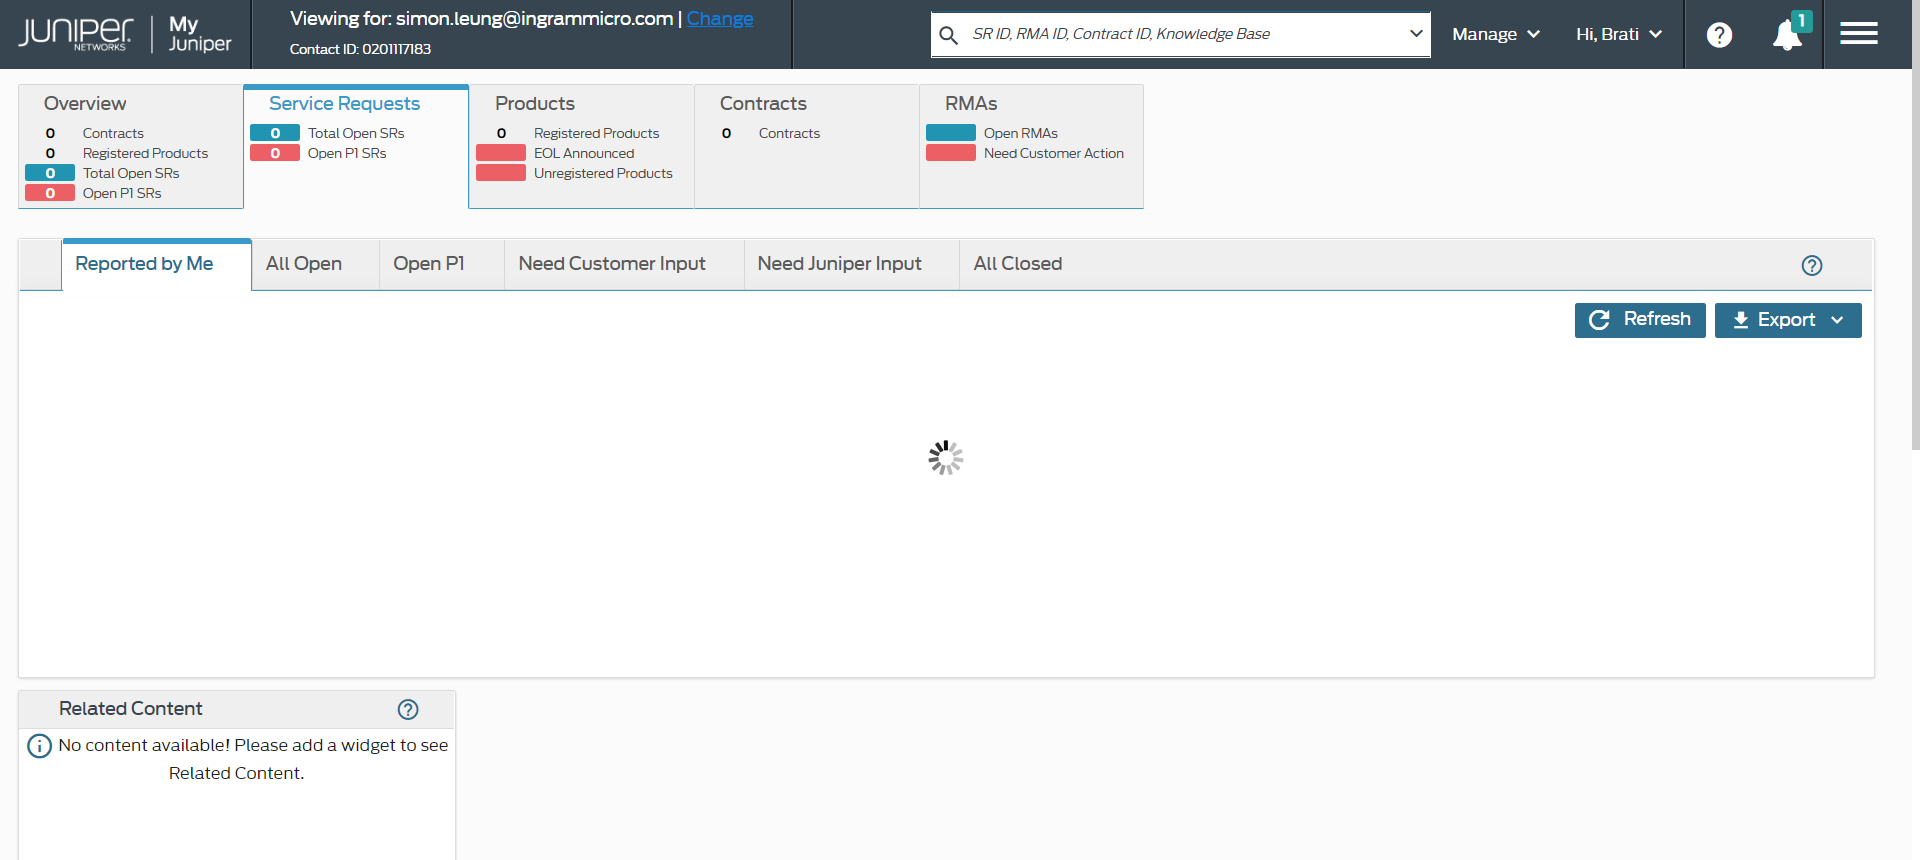 JUNIPER
NETWORKS
My
Juniper
Viewing for: simon.leung@ingrammicro.com | Change
Contact ID: 0201117183
SR ID, RMA ID, Contract ID, Knowledge Base
Manage
Hi, Brati
?
1
Overview
0 Contracts
0 Registered Products
0 Total Open SRs
0 Open P1 SRs
Service Requests
0 Total Open SRs
0 Open P1 SRs
Products
0 Registered Products
EOL Announced
Unregistered Products
Contracts
0 Contracts
RMAs
Open RMAs
Need Customer Action
Reported by Me
All Open
Open P1
Need Customer Input
Need Juniper Input
All Closed
?
Refresh
Export
Related Content
?
i No content available! Please add a widget to see
Related Content.